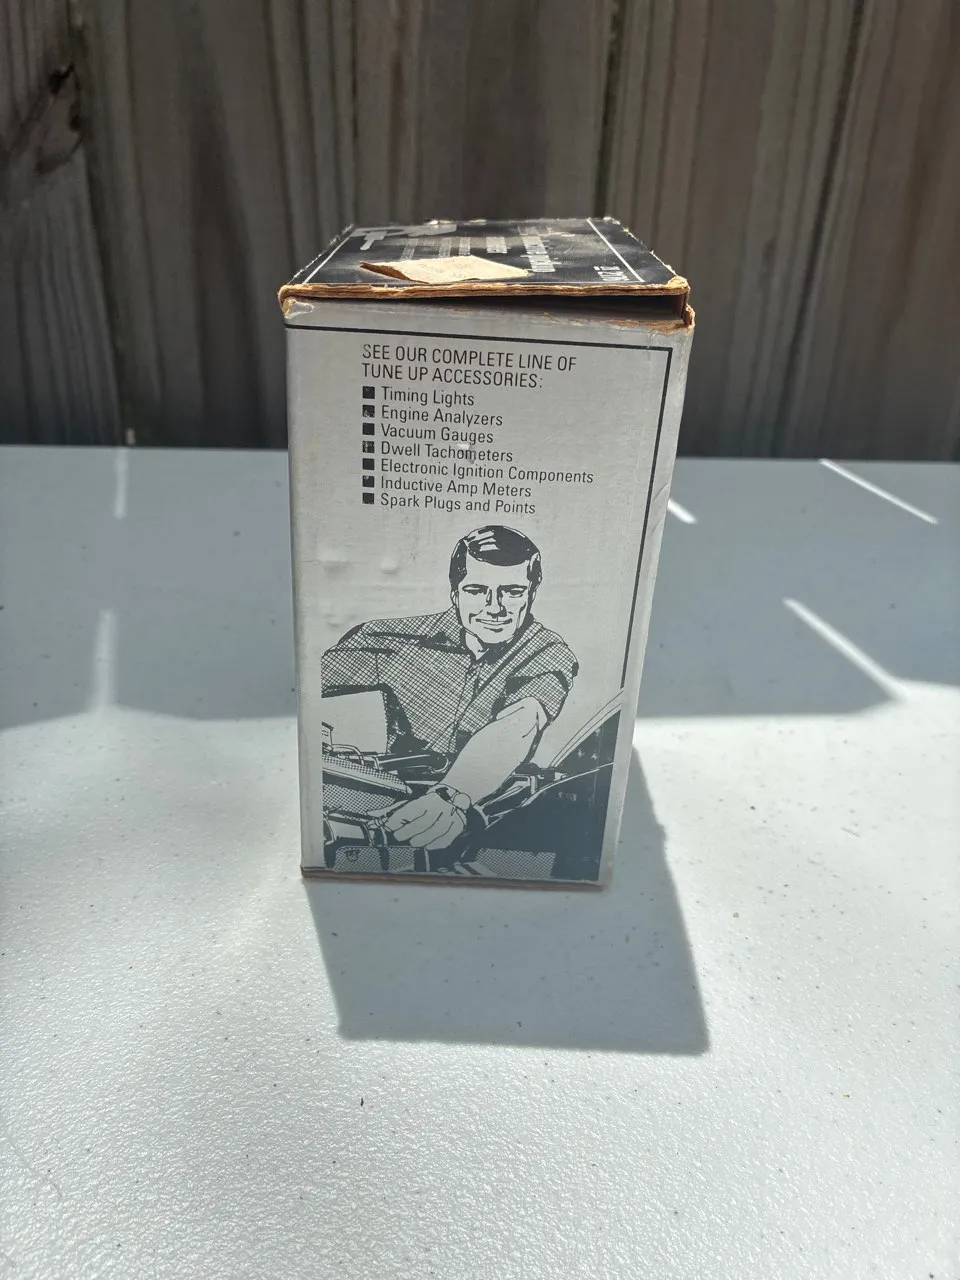 SEE OUR COMPLETE LINE OF
TUNE UP ACCESSORIES:
Timing Lights
Engine Analyzers
Vacuum Gauges
Dwell Tachometers
Electronic Ignition Components
Inductive Amp Meters
Spark Plugs and Points